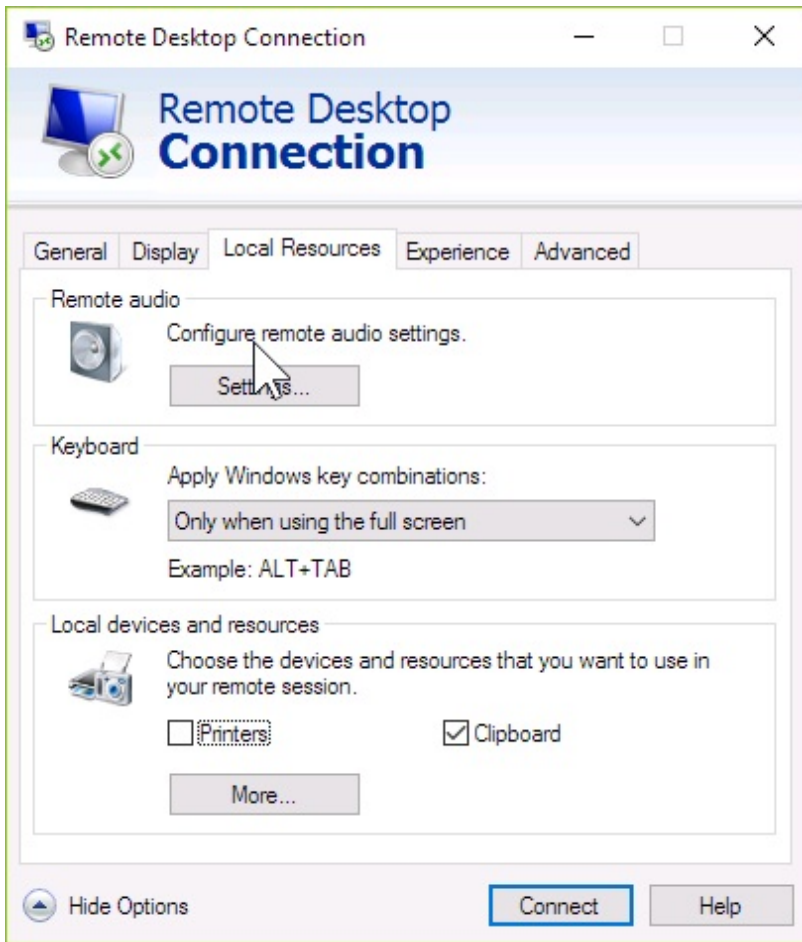 Remote Desktop Connection
Remote Desktop
Connection
General Display Local Resources Experience Advanced
Remote audio
Configure remote audio settings.
Settings...
Keyboard
Apply Windows key combinations:
Only when using the full screen
Example: ALT+TAB
Local devices and resources
Choose the devices and resources that you want to use in
your remote session.
Printers Clipboard
More...
Hide Options Connect Help